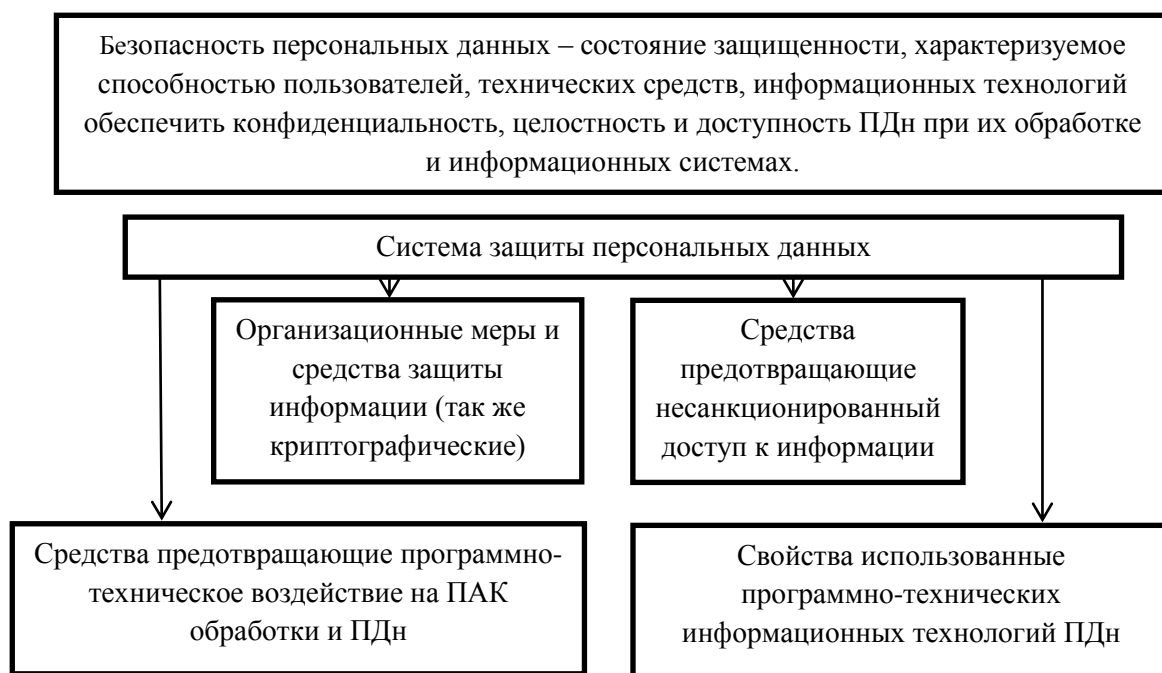 Безопасность персональных данных – состояние защищенности, характеризуемое
способностью пользователей, технических средств, информационных технологий
обеспечить конфиденциальность, целостность и доступность ПДн при их обработке
и информационных системах.
Система защиты персональных данных
Организационные меры и
средства защиты
информации (так же
криптографические)
Средства
предотвращающие
несанкционированный
доступ к информации
Средства предотвращающие программно-
техническое воздействие на ПАК
обработки и ПДн
Свойства использованные
программно-технических
информационных технологий ПДн